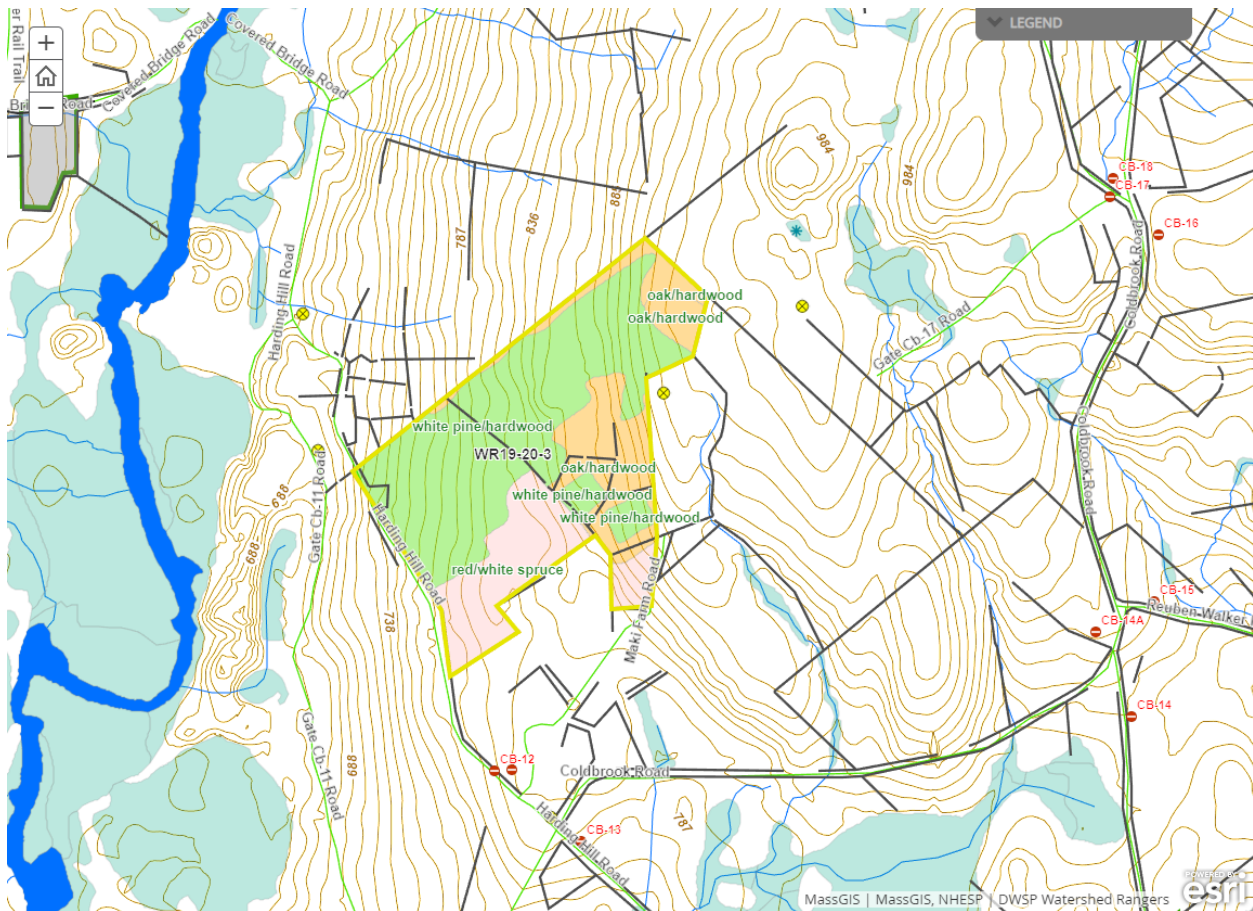 er Rail Trail
Covered Bridge Road
Covered Bridge Road
LEGEND
Bri
Road
984
984
CB-18
CB-17
CB-16
885
836
787
Harding Hill Road
Coldbrook Road
oak/hardwood
oak/hardwood
Gate Cb-17 Road
white pine/hardwood
WR19-20-3
Coldbrook Road
oak/hardwood
688
Gate Cb-11 Road
white pine/hardwood
white pine/hardwood
Harding Hill Road
688
red/white spruce
Maki Farm Road
738
CB-15
Reuben Walker
CB-14A
CB-14
Gate Cb-11 Road
688
CB-12
Coldbrook Road
Harding Hill Road
CB-13
787
MassGIS | MassGIS, NHESP | DWSP Watershed Rangers
POWERED BY
esri